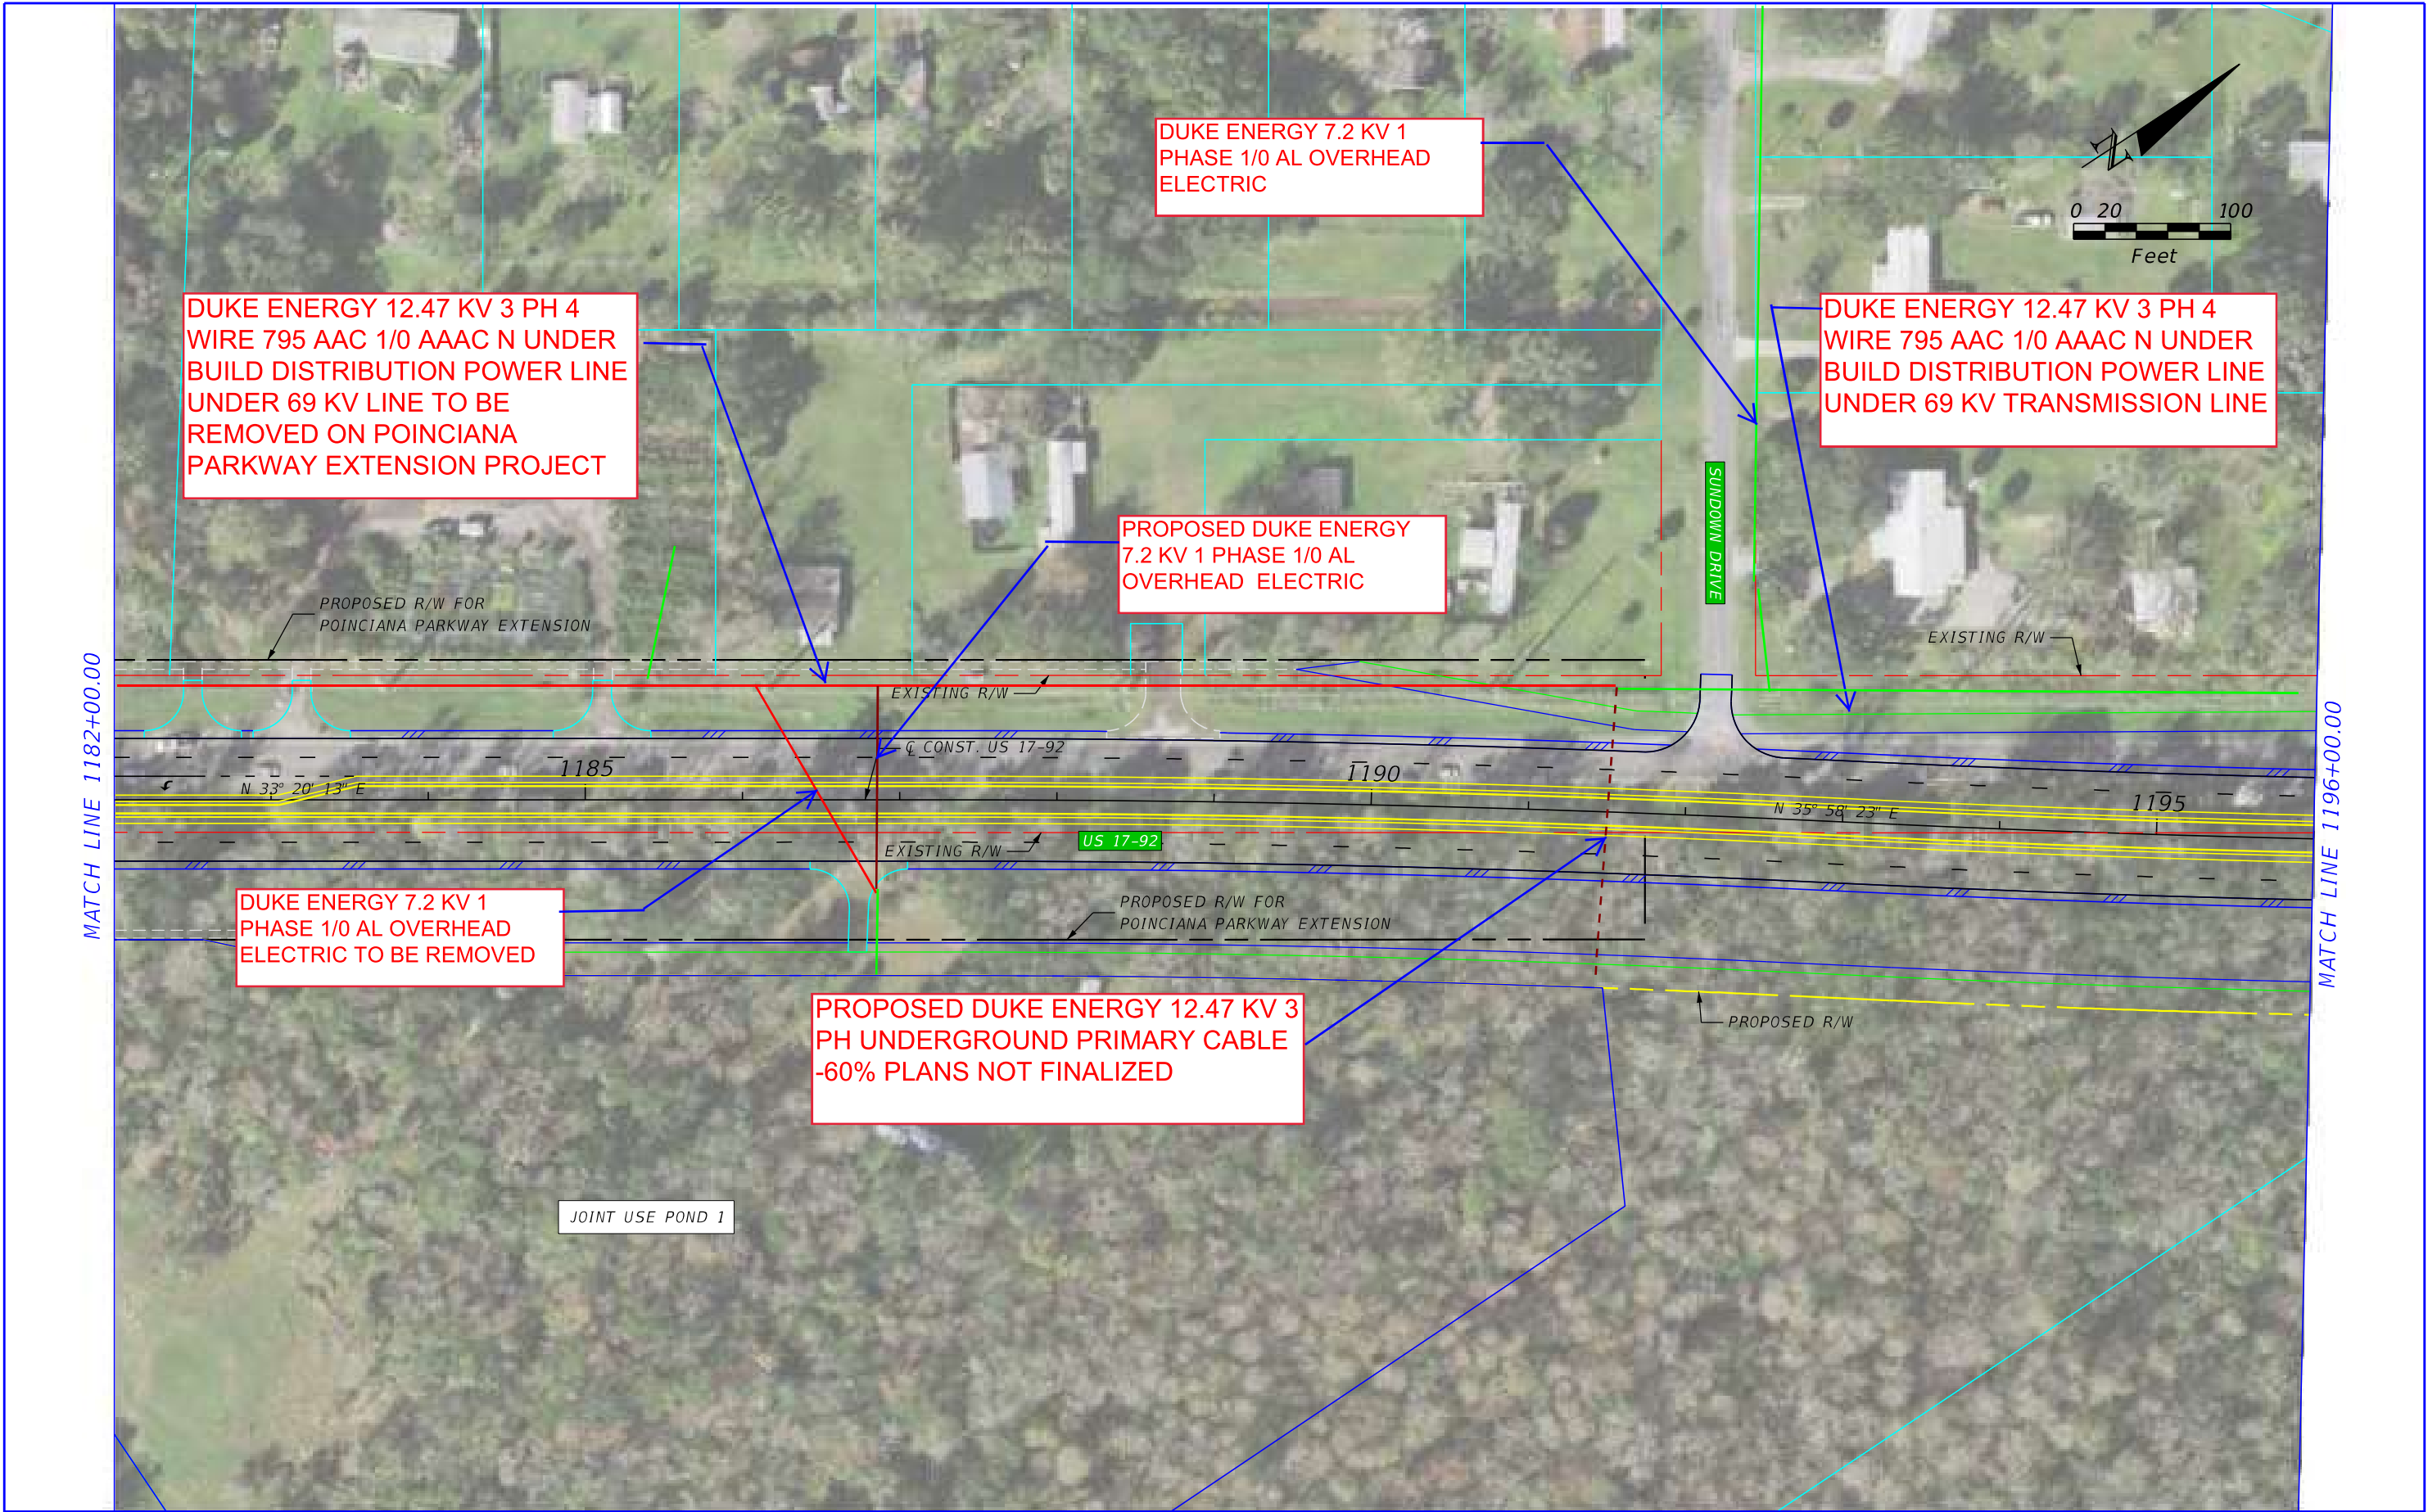 DUKE ENERGY 7.2 KV 1
PHASE 1/0 AL OVERHEAD
ELECTRIC
N
0 20 100
Feet
DUKE ENERGY 12.47 KV 3 PH 4
WIRE 795 AAC 1/0 AAAC N UNDER
BUILD DISTRIBUTION POWER LINE
UNDER 69 KV LINE TO BE
REMOVED ON POINCIANA
PARKWAY EXTENSION PROJECT
DUKE ENERGY 12.47 KV 3 PH 4
WIRE 795 AAC 1/0 AAAC N UNDER
BUILD DISTRIBUTION POWER LINE
UNDER 69 KV TRANSMISSION LINE
SUNDOWN DRIVE
PROPOSED DUKE ENERGY
7.2 KV 1 PHASE 1/0 AL
OVERHEAD ELECTRIC
PROPOSED R/W FOR
POINCIANA PARKWAY EXTENSION
EXISTING R/W
MATCH LINE 1182+00.00
EXISTING R/W
℄ CONST. US 17-92
1185
1190
1195
N 33° 20' 13" E
N 35° 58' 23" E
MATCH LINE 1196+00.00
US 17-92
EXISTING R/W
DUKE ENERGY 7.2 KV 1
PHASE 1/0 AL OVERHEAD
ELECTRIC TO BE REMOVED
PROPOSED R/W FOR
POINCIANA PARKWAY EXTENSION
PROPOSED DUKE ENERGY 12.47 KV 3
PH UNDERGROUND PRIMARY CABLE
-60% PLANS NOT FINALIZED
PROPOSED R/W
JOINT USE POND 1